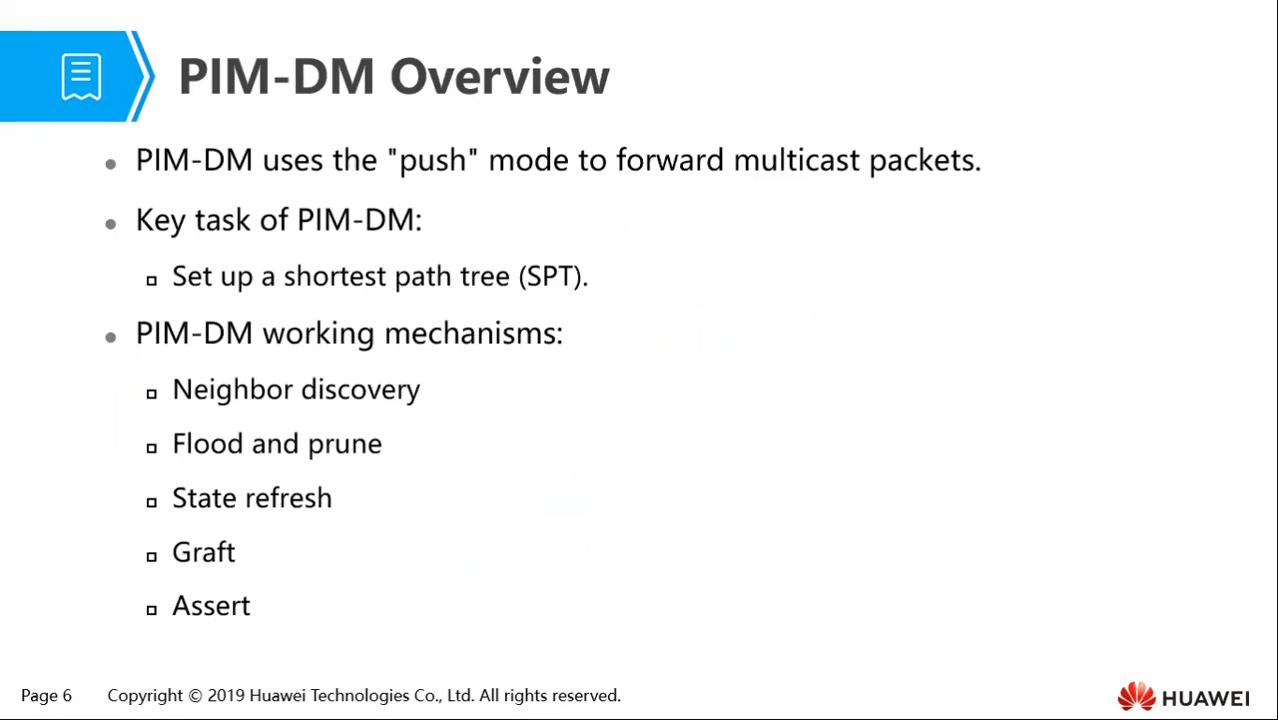 PIM-DM Overview
PIM-DM uses the "push" mode to forward multicast packets.
Key task of PIM-DM:
Set up a shortest path tree (SPT).
PIM-DM working mechanisms:
Neighbor discovery
Flood and prune
State refresh
Graft
Assert
Page 6 Copyright © 2019 Huawei Technologies Co., Ltd. All rights reserved.
HUAWEI